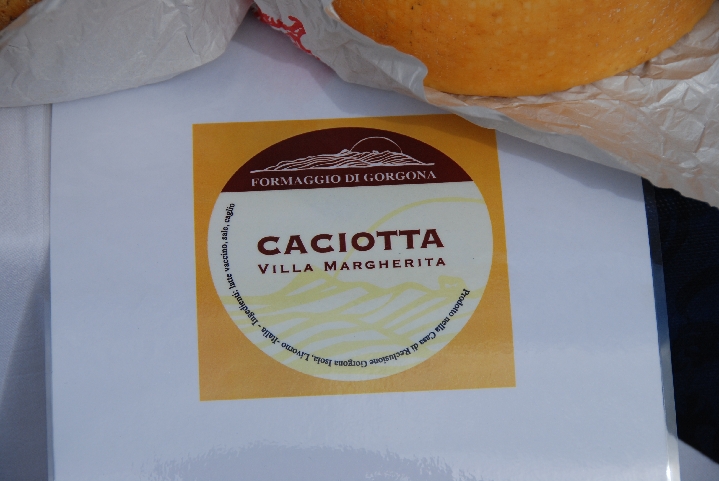 FORMAGGIO DI GORGONA
CACIOTTA
VILLA MARGHERITA
Prodotto nella Casa di Reclusione Gorgona Isola, Livorno -Italia - Ingredienti: latte vaccino, sale, caglio